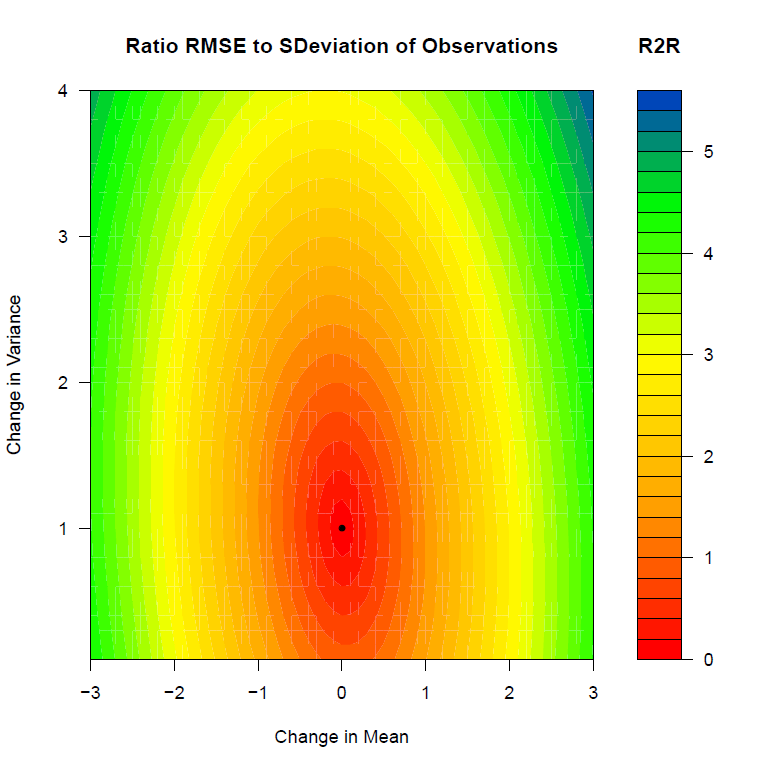 Ratio RMSE to SDeviation of Observations
R2R
4
3
2
1
Change in Variance
−3 −2 −1 0 1 2 3
Change in Mean
5
4
3
2
1
0